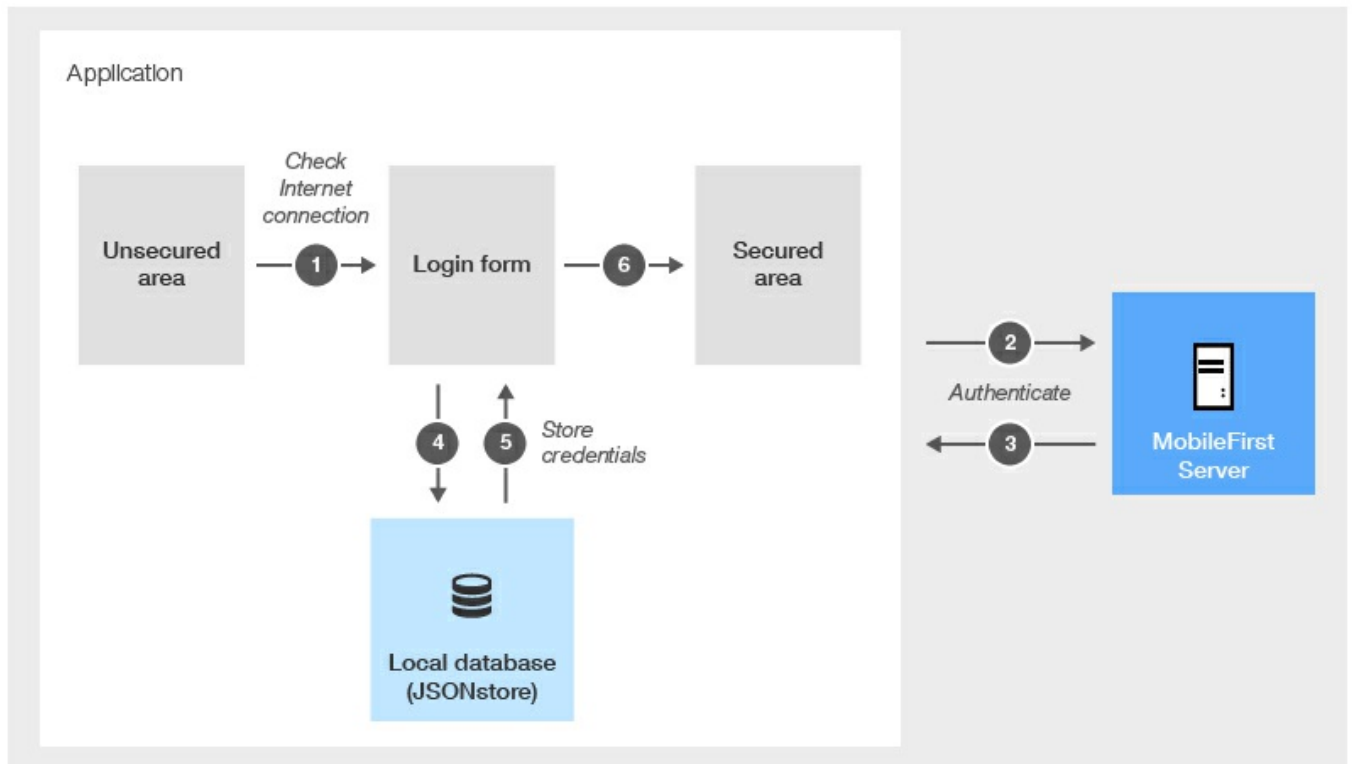 Application
Check
Internet
connection
Unsecured
area
1
Login form
6
Secured
area
2
Authenticate
3
MobileFirst
Server
4
5
Store
credentials
Local database
(JSONstore)